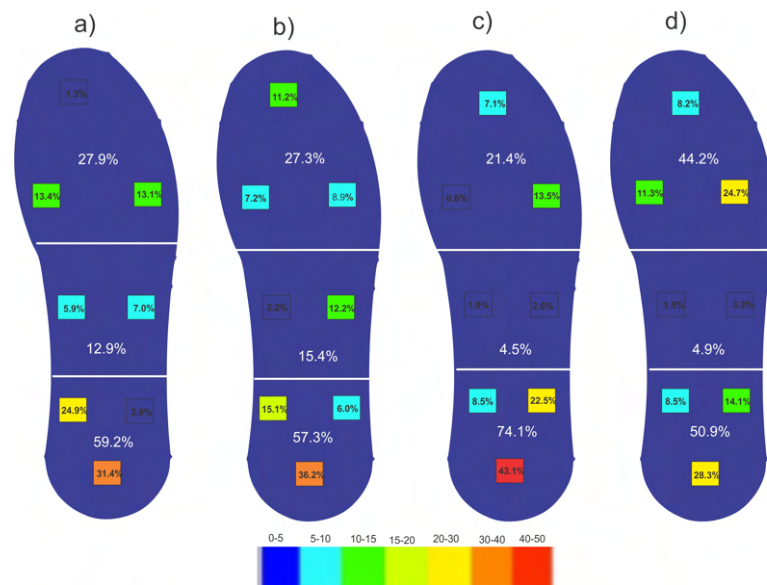 a) b) c) d)
1.3% 11.2% 7.1% 8.2%
27.9% 27.3% 21.4% 44.2%
13.4% 13.1% 7.2% 8.9% 0.8% 13.5% 11.3% 24.7%
5.9% 7.0% 3.2% 12.2% 1.9% 2.6% 1.5% 3.3%
12.9% 15.4% 4.5% 4.9%
24.9% 2.9% 15.1% 6.0% 8.5% 22.5% 8.5% 14.1%
59.2% 57.3% 74.1% 50.9%
31.4% 36.2% 43.1% 28.3%
0-5 5-10 10-15 15-20 20-30 30-40 40-50